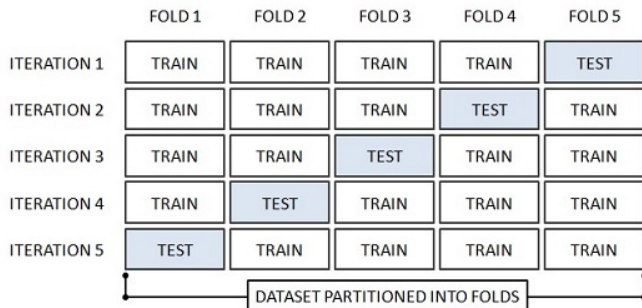 FOLD 1 FOLD 2 FOLD 3 FOLD 4 FOLD 5
ITERATION 1 TRAIN TRAIN TRAIN TRAIN TEST
ITERATION 2 TRAIN TRAIN TRAIN TEST TRAIN
ITERATION 3 TRAIN TRAIN TEST TRAIN TRAIN
ITERATION 4 TRAIN TEST TRAIN TRAIN TRAIN
ITERATION 5 TEST TRAIN TRAIN TRAIN TRAIN
DATASET PARTITIONED INTO FOLDS